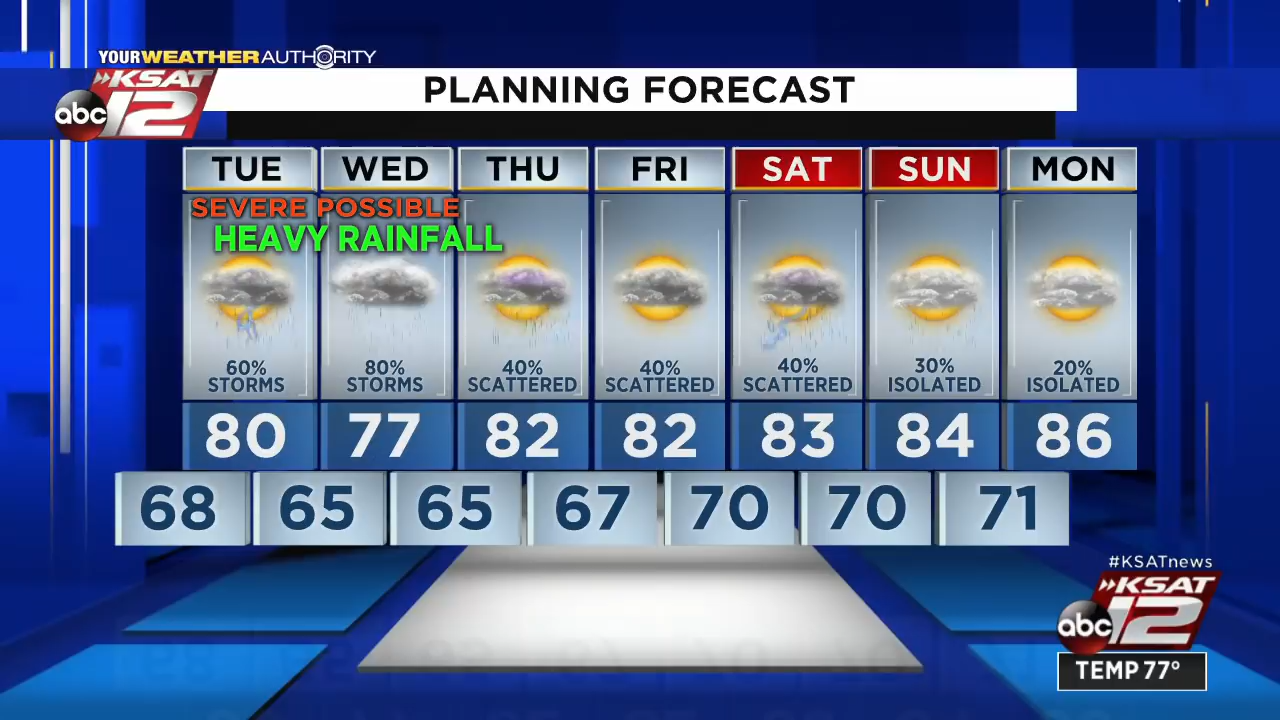 YOURWEATHERAUTHORITY
KSAT
abc 12
PLANNING FORECAST
TUE WED THU FRI SAT SUN MON
SEVERE POSSIBLE
HEAVY RAINFALL
60% 80% 40% 40% 40% 30% 20%
STORMS STORMS SCATTERED SCATTERED SCATTERED ISOLATED ISOLATED
80 77 82 82 83 84 86
68 65 65 67 70 70 71
#KSATnews
KSAT
abc 12
TEMP 77°